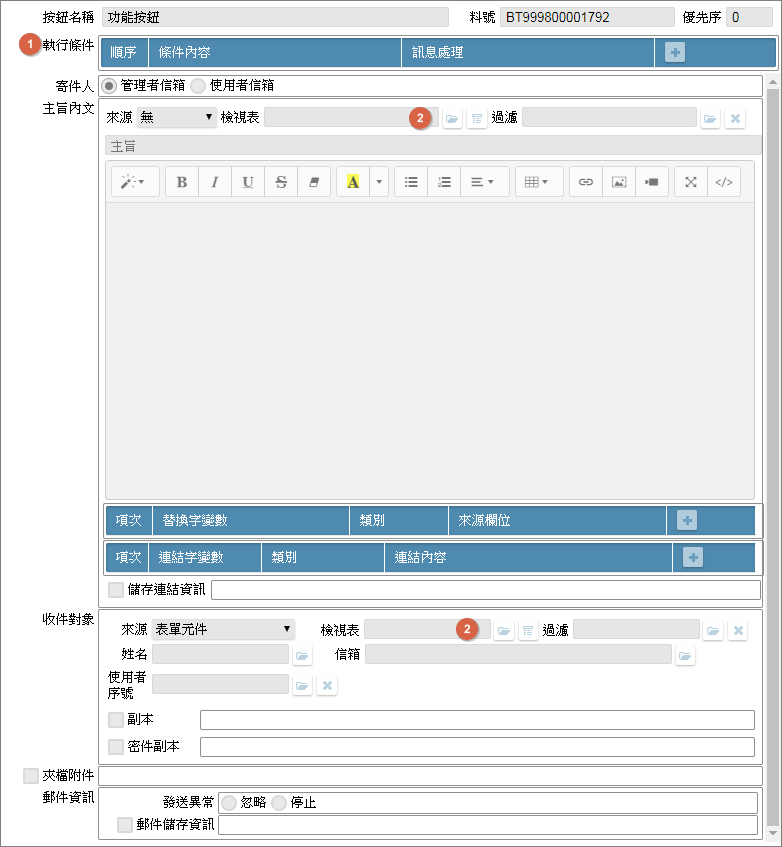 按鈕名稱 功能按鈕 料號 BT999800001792 優先序 0
1 執行條件 順序 條件內容 訊息處理
寄件人 管理者信箱 使用者信箱
主旨內文
來源 無 檢視表 2 過濾
主旨
B I U S A </>
項次 替換字變數 類別 來源欄位
項次 連結字變數 類別 連結內容
儲存連結資訊
收件對象
來源 表單元件 檢視表 2 過濾
姓名 信箱
使用者
序號
副本
密件副本
夾檔附件
郵件資訊
發送異常 忽略 停止
郵件儲存資訊